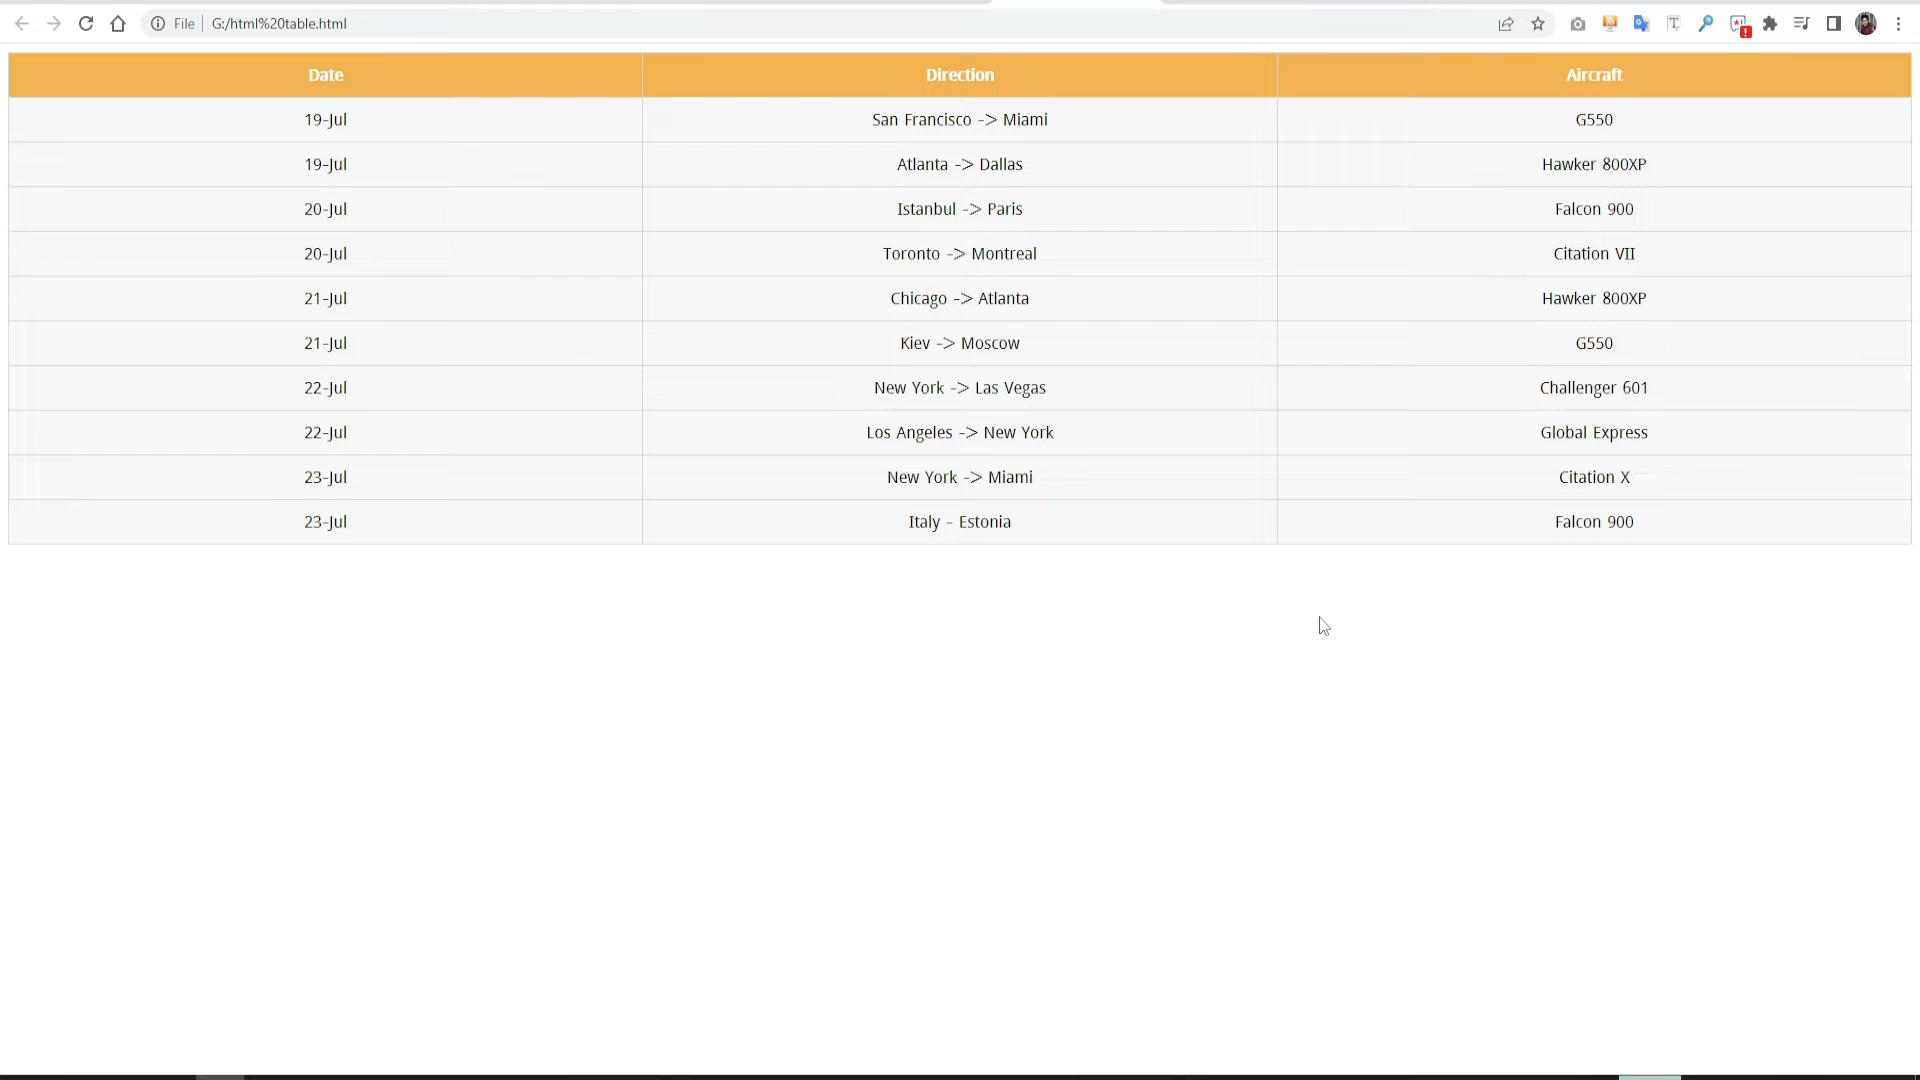 File G:/html%20table.html
Date Direction Aircraft
19-Jul San Francisco -> Miami G550
19-Jul Atlanta -> Dallas Hawker 800XP
20-Jul Istanbul -> Paris Falcon 900
20-Jul Toronto -> Montreal Citation VII
21-Jul Chicago -> Atlanta Hawker 800XP
21-Jul Kiev -> Moscow G550
22-Jul New York -> Las Vegas Challenger 601
22-Jul Los Angeles -> New York Global Express
23-Jul New York -> Miami Citation X
23-Jul Italy - Estonia Falcon 900